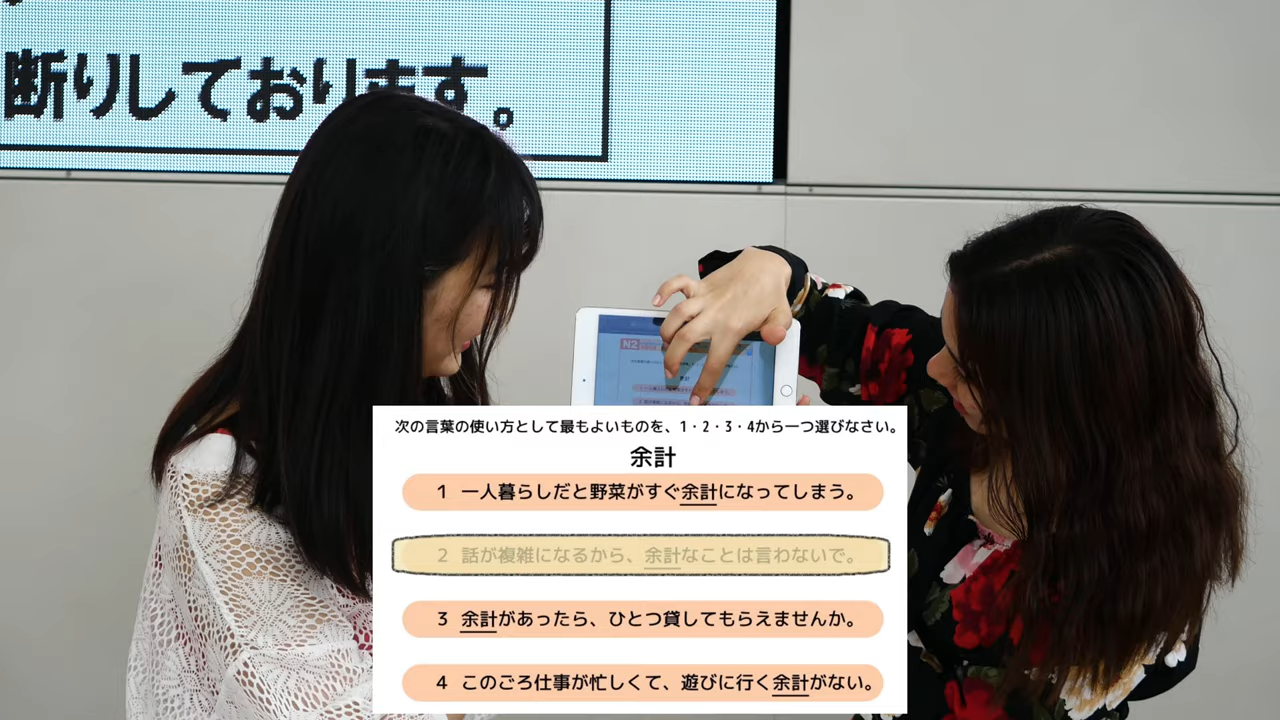 断りしております。
N2
余計
次の言葉の使い方として最もよいものを、1・2・3・4から一つ選びなさい。
余計
1 一人暮らしだと野菜がすぐ余計になってしまう。
2 話が複雑になるから、余計なことは言わないで。
3 余計があったら、ひとつ貸してもらえませんか。
4 このごろ仕事が忙しくて、遊びに行く余計がない。